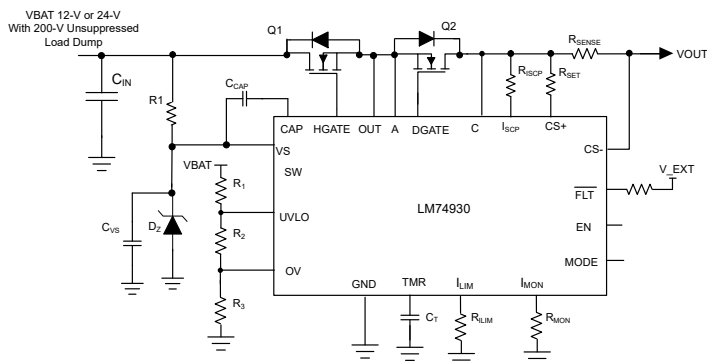 VBAT 12-V or 24-V
With 200-V Unsuppressed
Load Dump
Q1
Q2
RSENSE
VOUT
CIN
R1
CCAP
RISCP
RSET
CAP
HGATE
OUT
A
DGATE
C
ISCP
CS+
VS
CS-
VBAT
SW
V_EXT
R1
FLT
LM74930
CVS
DZ
UVLO
EN
R2
MODE
OV
GND
TMR
ILIM
IMON
R3
CT
RILIM
RMON